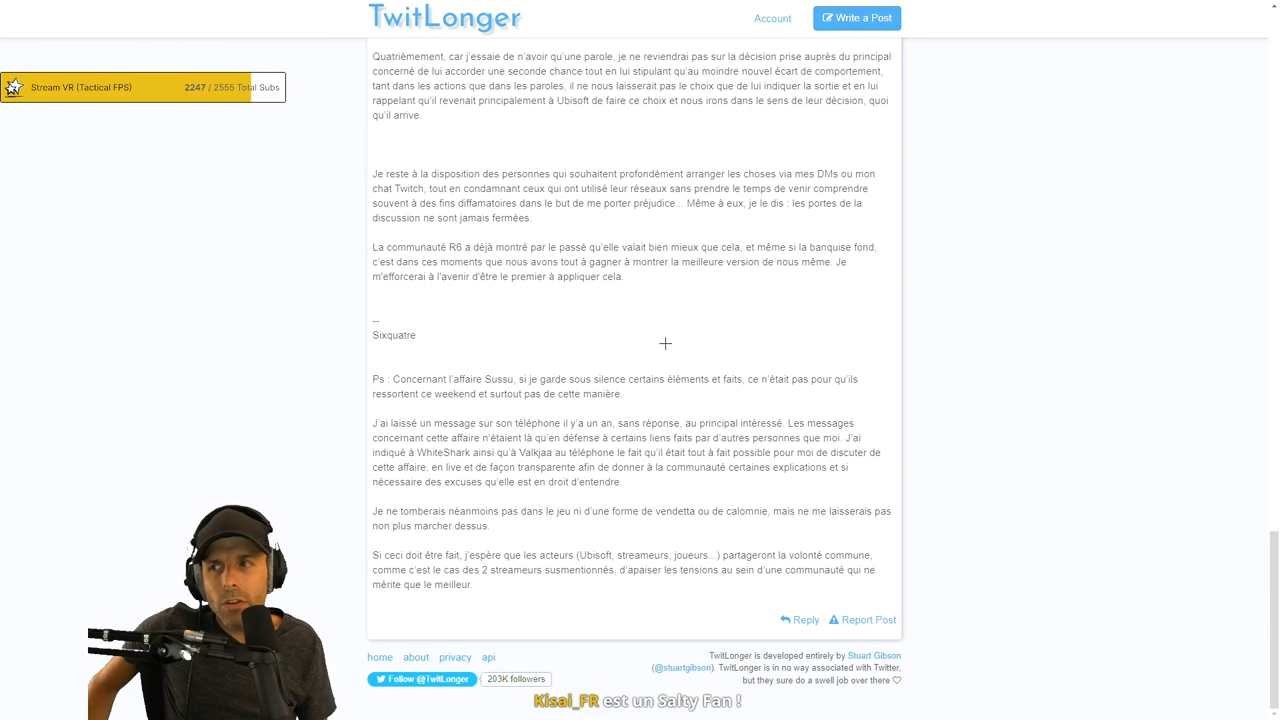 TwitLonger
Account
Write a Post
Quatrièmement, car j'essaie de n'avoir qu'une parole, je ne reviendrai pas sur la décision prise auprès du principal
concerné de lui accorder une seconde chance tout en lui stipulant qu'au moindre nouvel écart de comportement,
tant dans les actions que dans les paroles, il ne nous laisserait pas le choix que de lui indiquer la sortie et en lui
rappelant qu'il revenait principalement à Ubisoft de faire ce choix et nous irons dans le sens de leur décision, quoi
qu'il arrive.
Stream VR (Tactical FPS) 2247 / 2555 Total Subs
Je reste à la disposition des personnes qui souhaitent profondément arranger les choses via mes DMs ou mon
chat Twitch, tout en condamnant ceux qui ont utilisé leur réseaux sans prendre le temps de venir comprendre
souvent à des fins diffamatoires dans le but de me porter préjudice... Même à eux, je le dis : les portes de la
discussion ne sont jamais fermées.
La communauté R6 a déjà montré par le passé qu'elle valait bien mieux que cela, et même si la banquise fond,
c'est dans ces moments que nous avons tout à gagner à montrer la meilleure version de nous même. Je
m'efforcerai à l'avenir d'être le premier à appliquer cela.
--
Sixquatre
Ps : Concernant l'affaire Sussu, si je garde sous silence certains éléments et faits, ce n'était pas pour qu'ils
ressortent ce weekend et surtout pas de cette manière.
J'ai laissé un message sur son téléphone il y'a un an, sans réponse, au principal intéressé. Les messages
concernant cette affaire n'étaient là qu'en défense à certains liens faits par d'autres personnes que moi. J'ai
indiqué à WhiteShark ainsi qu'à Valkjaa au téléphone le fait qu'il était tout à fait possible pour moi de discuter de
cette affaire, en live et de façon transparente afin de donner à la communauté certaines explications et si
nécessaire des excuses qu'elle est en droit d'entendre.
Je ne tomberais néanmoins pas dans le jeu ni d'une forme de vendetta ou de calomnie, mais ne me laisserais pas
non plus marcher dessus.
Si ceci doit être fait, j'espère que les acteurs (Ubisoft, streameurs, joueurs...) partageront la volonté commune,
comme c'est le cas des 2 streameurs susmentionnés, d'apaiser les tensions au sein d'une communauté qui ne
mérite que le meilleur.
Reply · Report Post
home about privacy api
TwitLonger is developed entirely by Stuart Gibson
(@stuartgibson). TwitLonger is in no way associated with Twitter,
but they sure do a swell job over there
Follow @TwitLonger 203K followers
Kisai_FR est un Salty Fan !